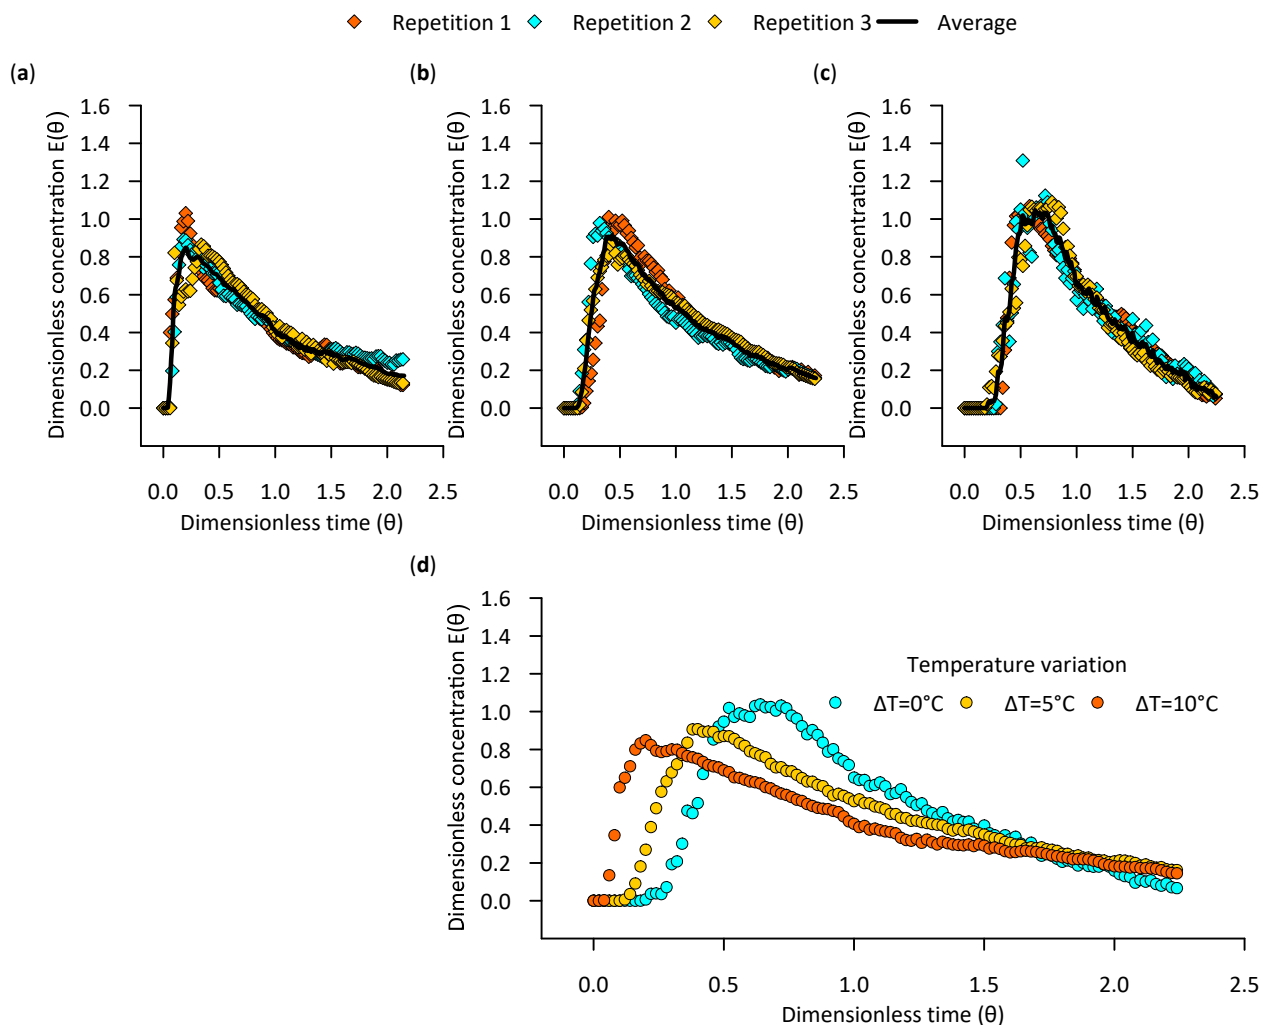 Repetition 1 Repetition 2 Repetition 3 Average
(a) (b) (c)
Dimensionless concentration E(θ)
1.6
1.4
1.2
1.0
0.8
0.6
0.4
0.2
0.0
0.0 0.5 1.0 1.5 2.0 2.5
Dimensionless time (θ)
Dimensionless concentration E(θ)
1.6
1.4
1.2
1.0
0.8
0.6
0.4
0.2
0.0
0.0 0.5 1.0 1.5 2.0 2.5
Dimensionless time (θ)
Dimensionless concentration E(θ)
1.6
1.4
1.2
1.0
0.8
0.6
0.4
0.2
0.0
0.0 0.5 1.0 1.5 2.0 2.5
Dimensionless time (θ)
(d)
Dimensionless concentration E(θ)
1.6
1.4
1.2
1.0
0.8
0.6
0.4
0.2
0.0
Temperature variation
ΔT=0°C ΔT=5°C ΔT=10°C
0.0 0.5 1.0 1.5 2.0 2.5
Dimensionless time (θ)